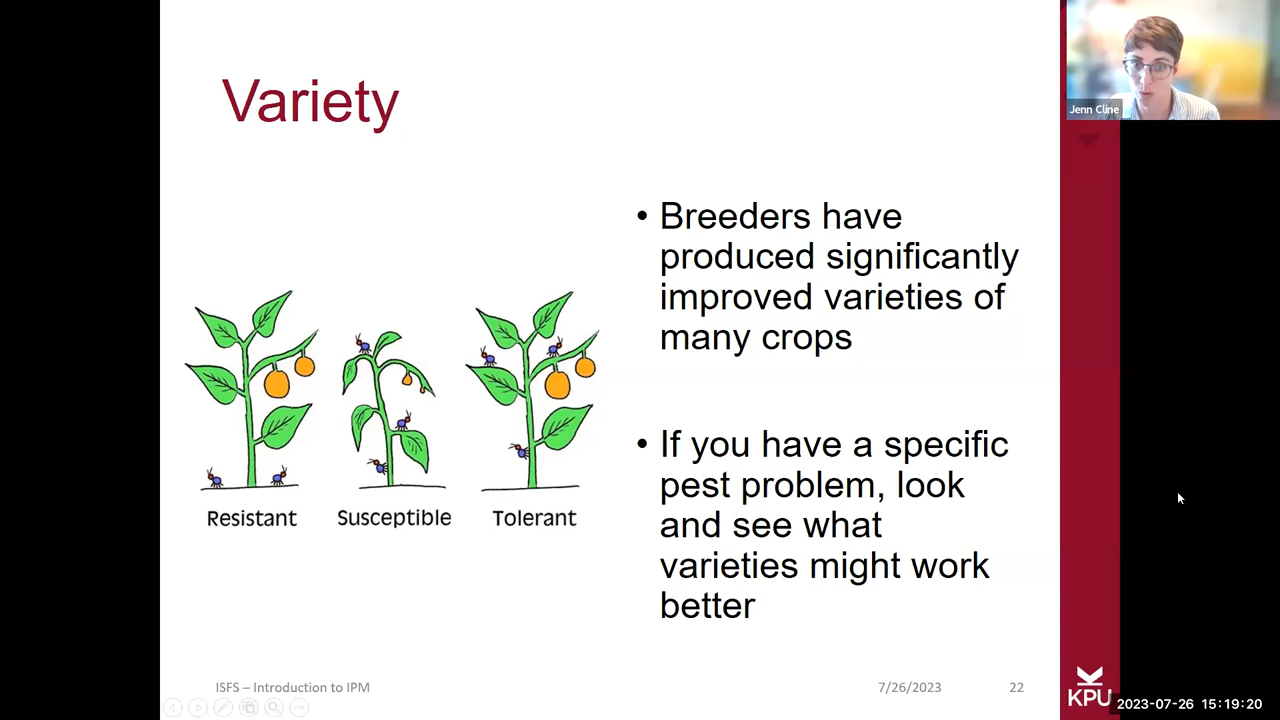 Variety
Jenn Cline
• Breeders have
produced significantly
improved varieties of
many crops
• If you have a specific
pest problem, look
and see what
varieties might work
better
Resistant
Susceptible
Tolerant
ISFS – Introduction to IPM
7/26/2023
22
KPU
2023-07-26 15:19:20